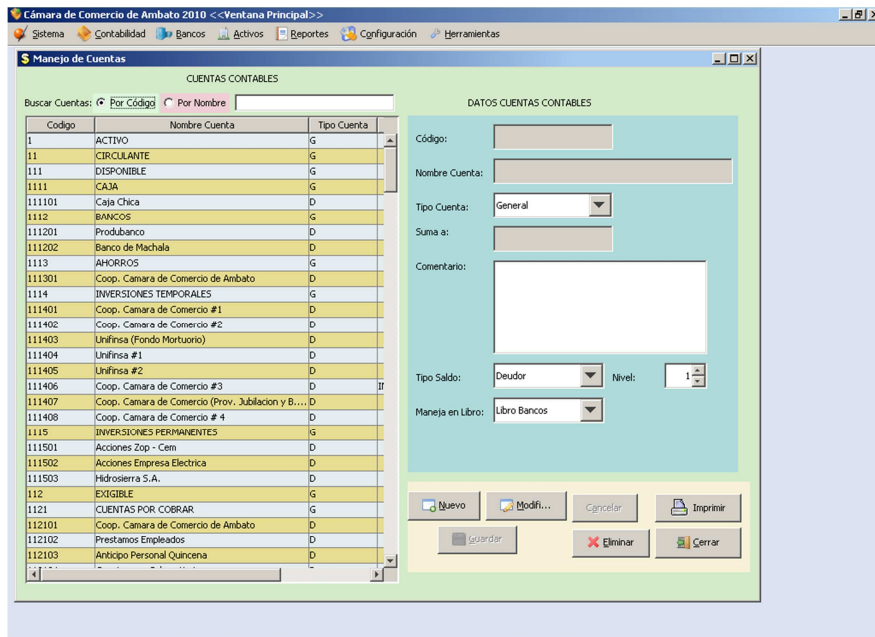 Cámara de Comercio de Ambato 2010 <<Ventana Principal>>
Sistema Contabilidad Bancos Activos Reportes Configuración Herramientas
Manejo de Cuentas
CUENTAS CONTABLES
Buscar Cuentas: Por Código Por Nombre
DATOS CUENTAS CONTABLES
Codigo Nombre Cuenta Tipo Cuenta
1 ACTIVO G
11 CIRCULANTE G
111 DISPONIBLE G
1111 CAJA G
111101 Caja Chica D
1112 BANCOS G
111201 Produbanco D
111202 Banco de Machala D
1113 AHORROS G
111301 Coop. Camara de Comercio de Ambato D
1114 INVERSIONES TEMPORALES G
111401 Coop. Camara de Comercio #1 D
111402 Coop. Camara de Comercio #2 D
111403 Unifinsa (Fondo Mortuorio) D
111404 Unifinsa #1 D
111405 Unifinsa #2 D
111406 Coop. Camara de Comercio #3 D
111407 Coop. Camara de Comercio (Prov. Jubilacion y B.... D
111408 Coop. Camara de Comercio # 4 D
1115 INVERSIONES PERMANENTES G
111501 Acciones Zop - Cem D
111502 Acciones Empresa Electrica D
111503 Hidrosierra S.A. D
112 EXIGIBLE G
1121 CUENTAS POR COBRAR G
112101 Coop. Camara de Comercio de Ambato D
112102 Prestamos Empleados D
112103 Anticipo Personal Quincena D
Código:
Nombre Cuenta:
Tipo Cuenta: General
Suma a:
Comentario:
Tipo Saldo: Deudor Nivel: 1
Maneja en Libro: Libro Bancos
Nuevo Modifi... Cancelar Imprimir
Guardar Eliminar Cerrar